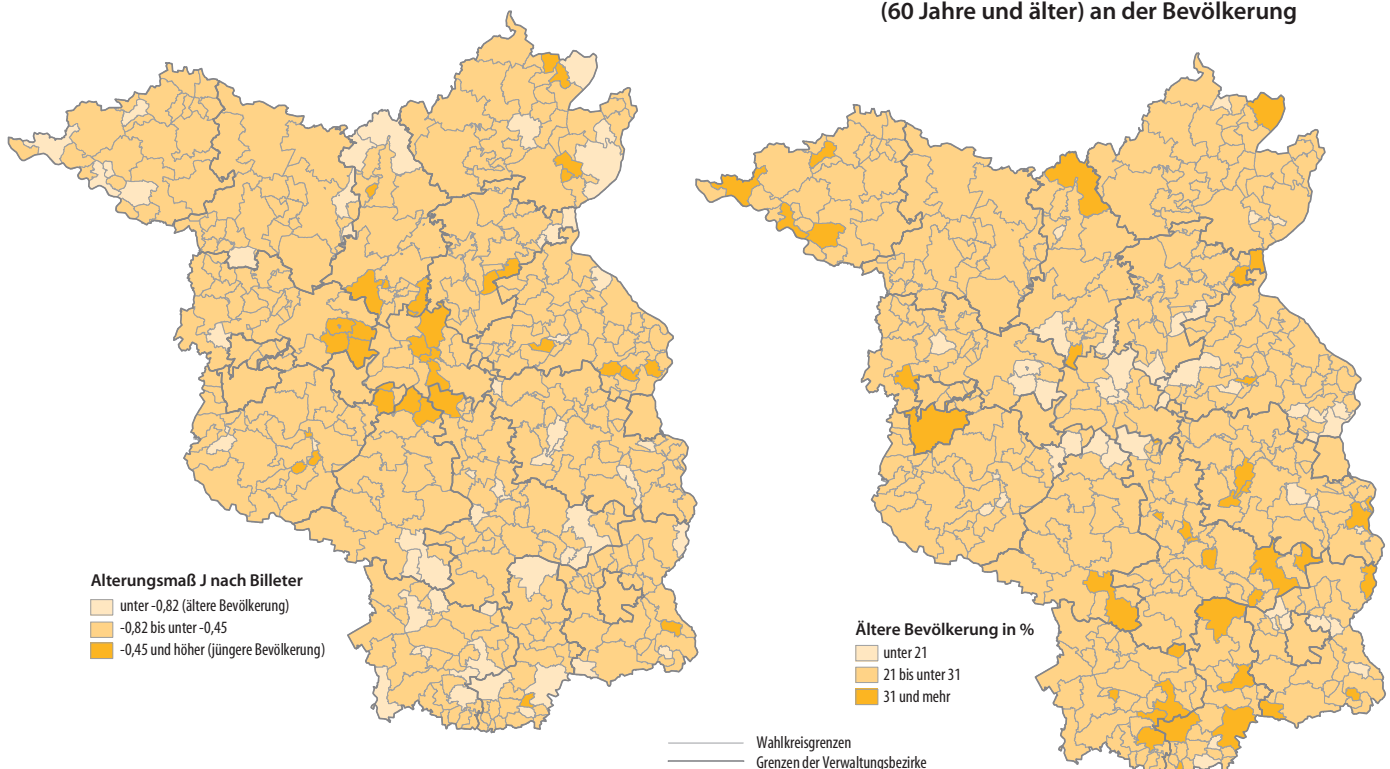 (60 Jahre und älter) an der Bevölkerung
Alterungsmaß J nach Billeter
unter -0,82 (ältere Bevölkerung)
-0,82 bis unter -0,45
-0,45 und höher (jüngere Bevölkerung)
Ältere Bevölkerung in %
unter 21
21 bis unter 31
31 und mehr
Wahlkreisgrenzen
Grenzen der Verwaltungsbezirke